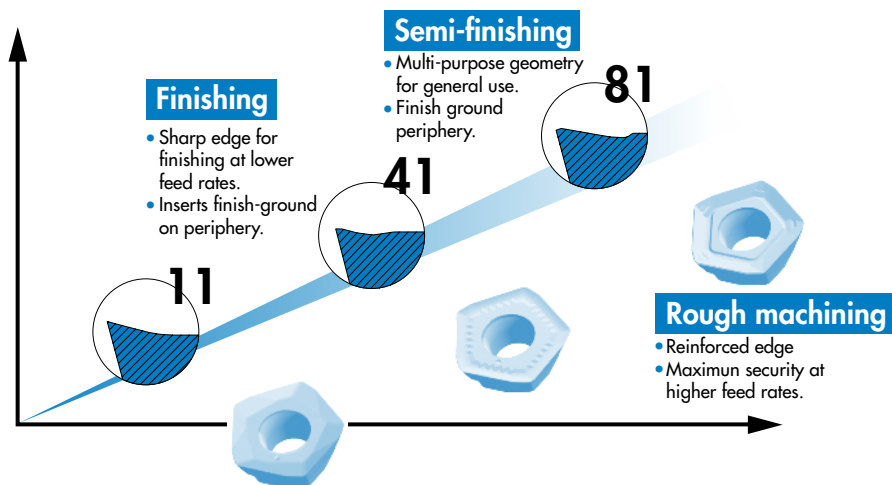 Semi-finishing
• Multi-purpose geometry
for general use.
• Finish ground
periphery.
81
Finishing
• Sharp edge for
finishing at lower
feed rates.
• Inserts finish-ground
on periphery.
41
11
Rough machining
• Reinforced edge
• Maximun security at
higher feed rates.